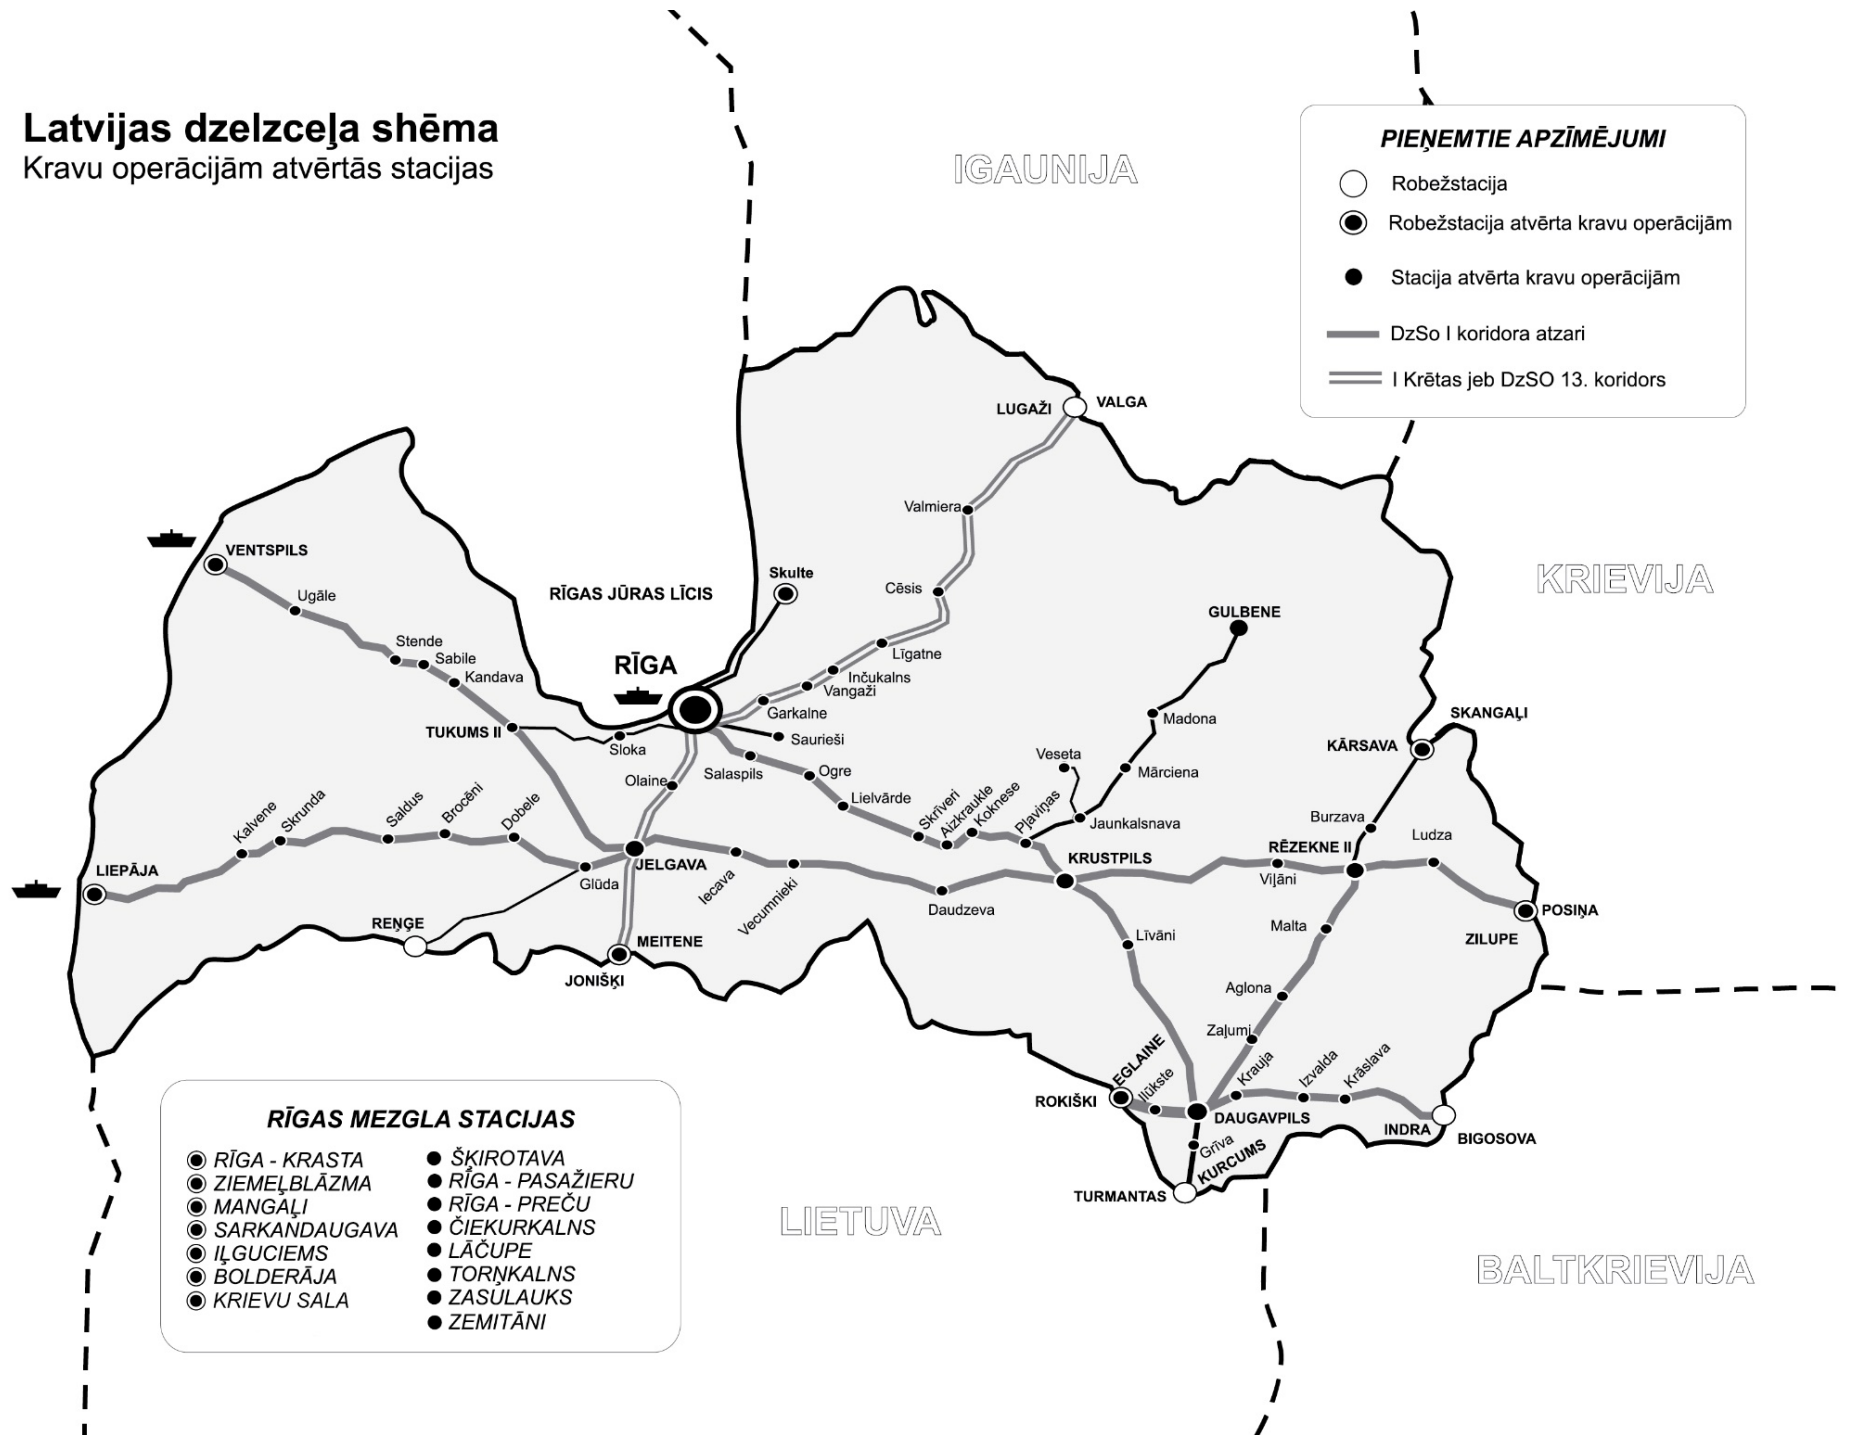 Latvijas dzelzceļa shēma
Kravu operācijām atvērtās stacijas
IGAUNIJA
PIEŅEMTIE APZĪMĒJUMI
Robežstacija
Robežstacija atvērta kravu operācijām
Stacija atvērta kravu operācijām
DzSo I koridora atzari
I Krētas jeb DzSO 13. koridors
LUGAŽI
VALGA
Valmiera
VENTSPILS
Ugāle
Stende
Sabile
Kandava
TUKUMS II
RĪGAS JŪRAS LĪCIS
Skulte
Cēsis
GULBENE
KRIEVIJA
RĪGA
Līgatne
Inčukalns
Vangaži
Garkalne
Saurieši
Sloka
Olaine
Salaspils
Ogre
Lielvārde
Skrīveri
Aizkraukle
Koknese
Pļaviņas
Veseta
Madona
Mārciena
Jaunkalsnava
SKANGAĻI
KĀRSAVA
Burzava
Ludza
RĒZEKNE II
Viļāni
KRUSTPILS
LIEPĀJA
Kalvene
Skrunda
Saldus
Brocēni
Dobele
Glūda
JELGAVA
Iecava
Vecumnieki
Daudzeva
POSIŅA
ZILUPE
REŅĢE
MEITENE
JONIŠĶI
Līvāni
Malta
Aglona
Zaļumi
EGLAINE
ROKIŠKI
Ilūkste
Krauja
Izvalda
Krāslava
DAUGAVPILS
INDRA
BIGOSOVA
Grīva
KURCUMS
TURMANTAS
LIETUVA
BALTKRIEVIJA
RĪGAS MEZGLA STACIJAS
RĪGA - KRASTA
ZIEMEĻBLĀZMA
MANGAĻI
SARKANDAUGAVA
IĻGUCIEMS
BOLDERĀJA
KRIEVU SALA
ŠĶIROTAVA
RĪGA - PASAŽIERU
RĪGA - PREČU
ČIEKURKALNS
LĀČUPE
TORŅKALNS
ZASULAUKS
ZEMITĀNI